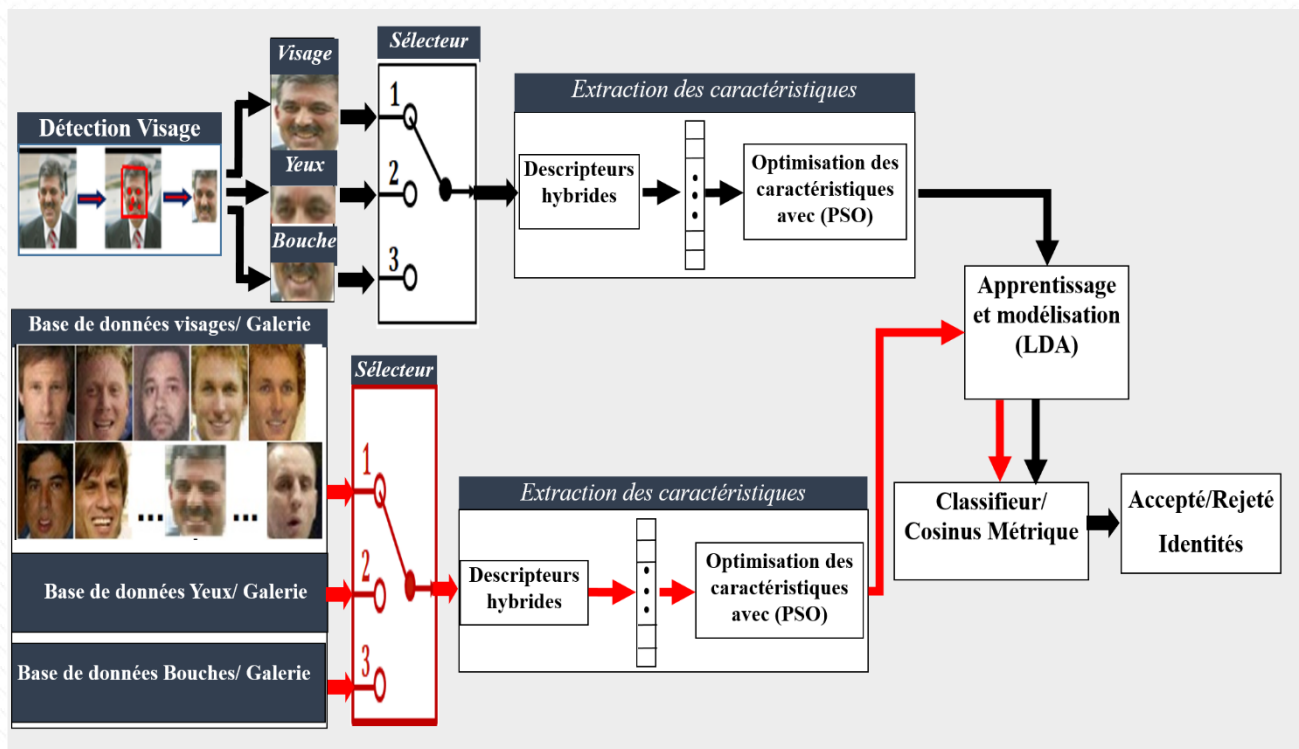 Détection Visage
Visage
Yeux
Bouche
Sélecteur
1
2
3
Extraction des caractéristiques
Descripteurs
hybrides
Optimisation des
caractéristiques
avec (PSO)
Apprentissage
et modélisation
(LDA)
Base de données visages/ Galerie
...
...
Base de données Yeux/ Galerie
Base de données Bouches/ Galerie
Sélecteur
1
2
3
Extraction des caractéristiques
Descripteurs
hybrides
Optimisation des
caractéristiques
avec (PSO)
Classifieur/
Cosinus Métrique
Accepté/Rejeté
Identités